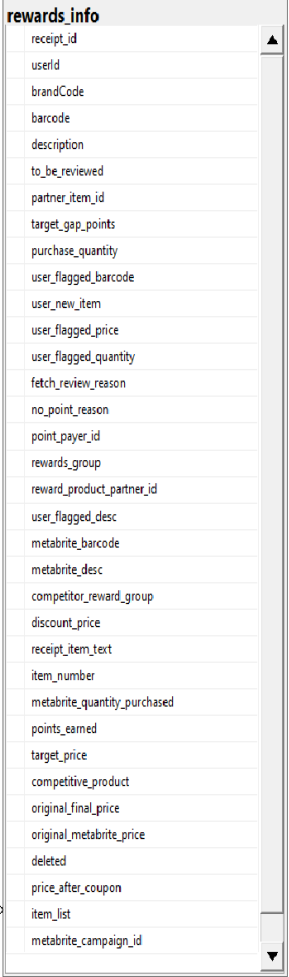 rewards_info
receipt_id
userId
brandCode
barcode
description
to_be_reviewed
partner_item_id
target_gap_points
purchase_quantity
user_flagged_barcode
user_new_item
user_flagged_price
user_flagged_quantity
fetch_review_reason
no_point_reason
point_payer_id
rewards_group
reward_product_partner_id
user_flagged_desc
metabrite_barcode
metabrite_desc
competitor_reward_group
discount_price
receipt_item_text
item_number
metabrite_quantity_purchased
points_earned
target_price
competitive_product
original_final_price
original_metabrite_price
deleted
price_after_coupon
item_list
metabrite_campaign_id